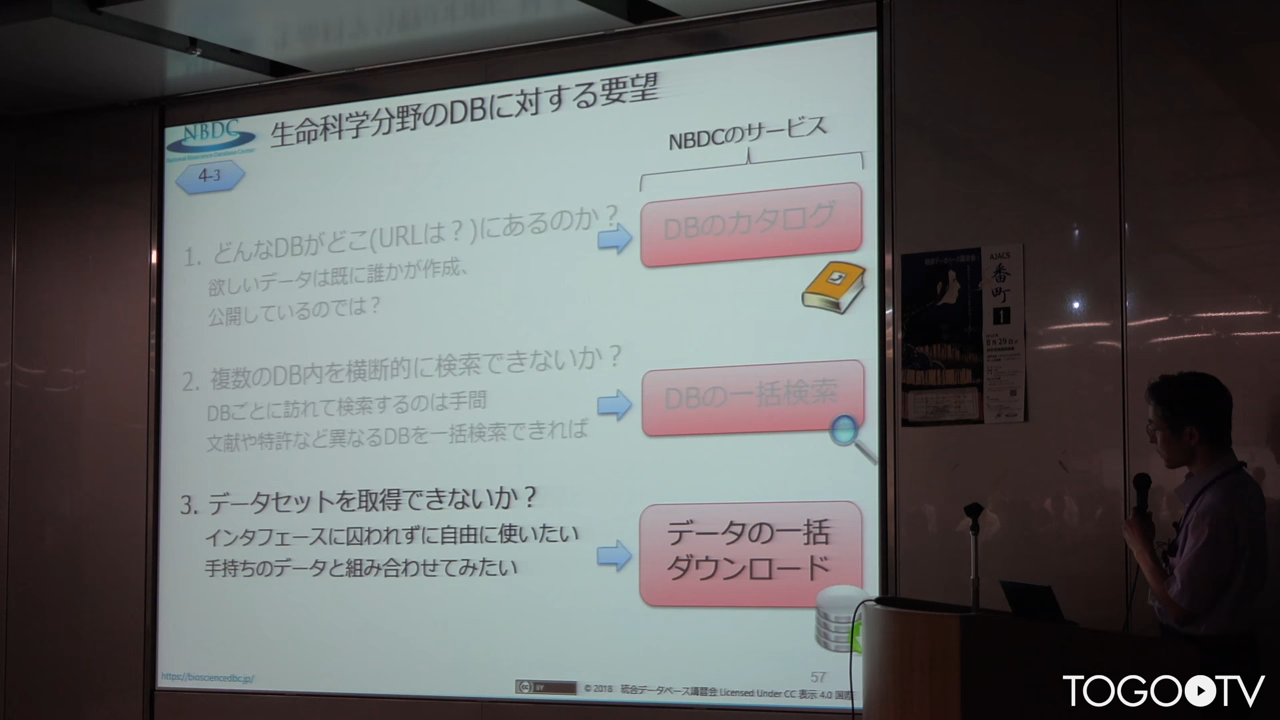 NBDC
生命科学分野のDBに対する要望
4-3
NBDCのサービス
1. どんなDBがどこ(URLは？)にあるのか？
欲しいデータは既に誰かが作成、
公開しているのでは？
DBのカタログ
2. 複数のDB内を横断的に検索できないか？
DBごとに訪れて検索するのは手間
文献や特許など異なるDBを一括検索できれば
DBの一括検索
3. データセットを取得できないか？
インタフェースに囚われずに自由に使いたい
手持ちのデータと組み合わせてみたい
データの一括
ダウンロード
https://biosciencedbc.jp/
CC BY
© 2018 統合データベース講習会 Licensed Under CC 表示 4.0 国際
57
AJACS
番町
1
TOGO TV